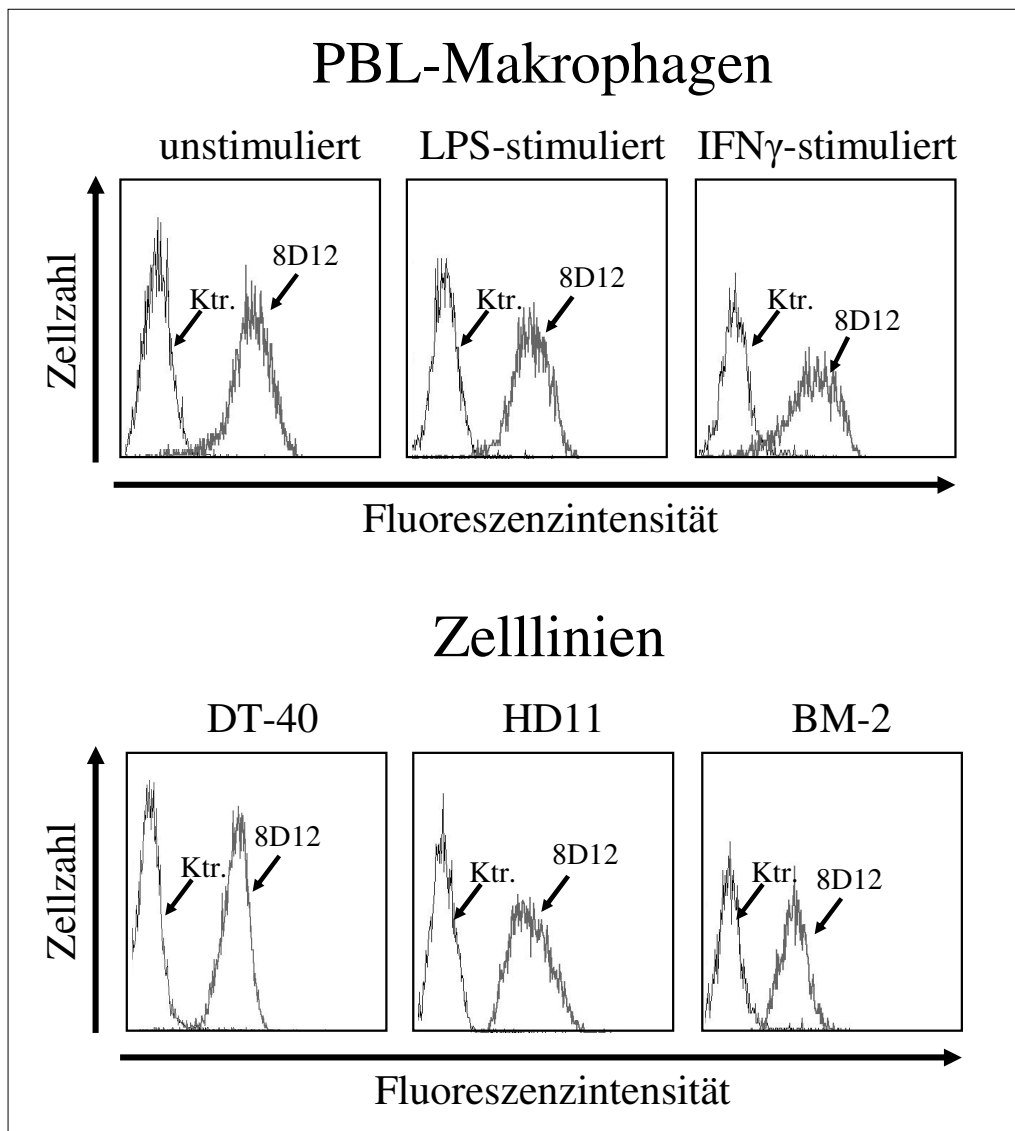 PBL-Makrophagen
unstimuliert LPS-stimuliert IFNγ-stimuliert
Zellzahl
Ktr. 8D12 Ktr. 8D12 Ktr. 8D12
Fluoreszenzintensität
Zelllinien
DT-40 HD11 BM-2
Zellzahl
Ktr. 8D12 Ktr. 8D12 Ktr. 8D12
Fluoreszenzintensität